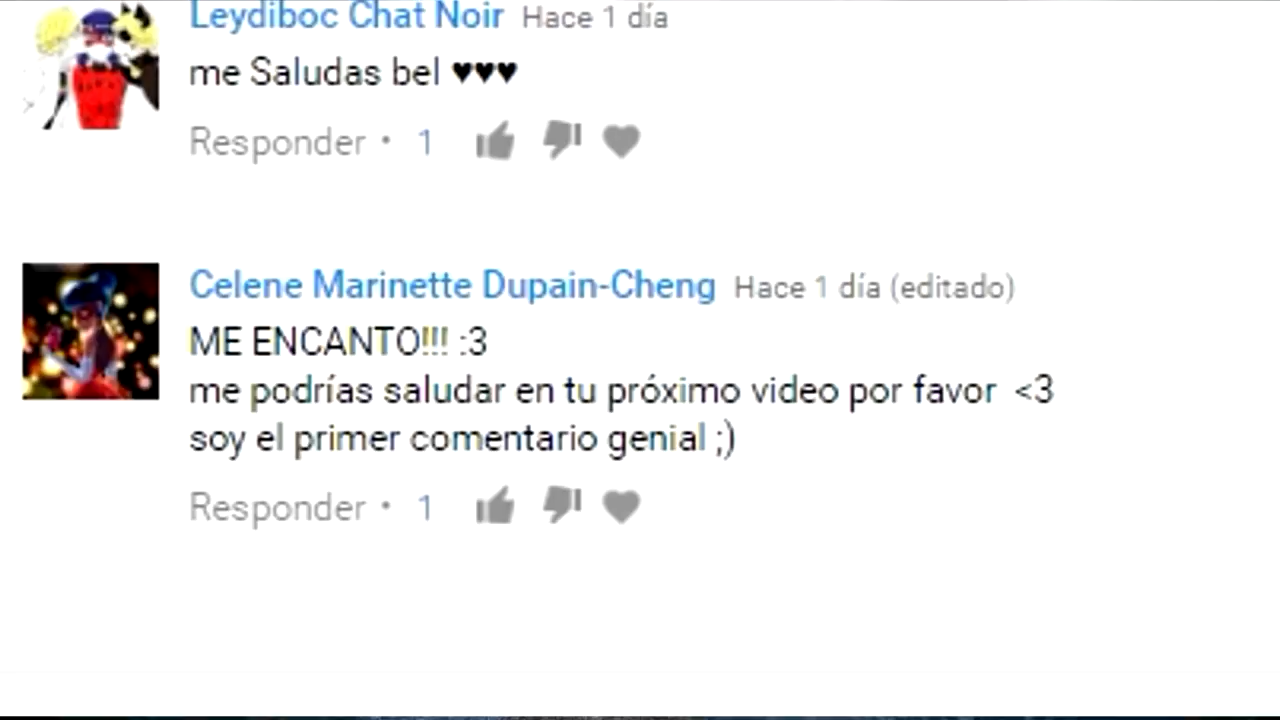 Leydiboc Chat Noir Hace 1 día
me Saludas bel ♥♥♥
Responder • 1
Celene Marinette Dupain-Cheng Hace 1 día (editado)
ME ENCANTO!!! :3
me podrías saludar en tu próximo video por favor <3
soy el primer comentario genial ;)
Responder • 1